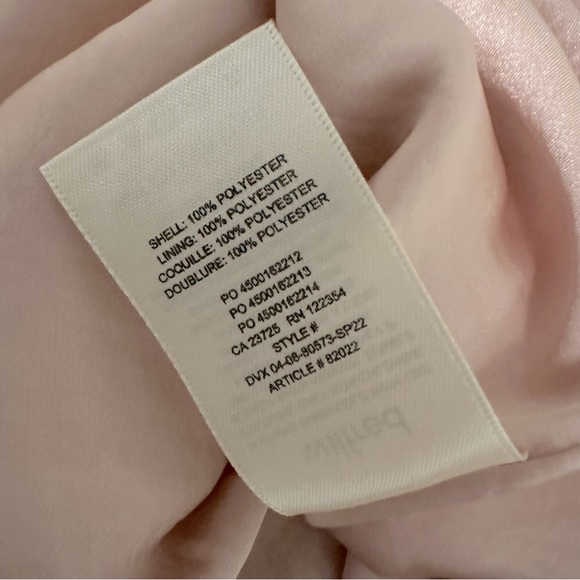 SHELL: 100% POLYESTER
LINING: 100% POLYESTER
COQUILLE: 100% POLYESTER
DOUBLURE: 100% POLYESTER
PO 4500162212
PO 4500162213
PO 4500162214
CA 23725 RN 122354
STYLE #
DVX 04-08-80573-SP22
ARTICLE # 82022